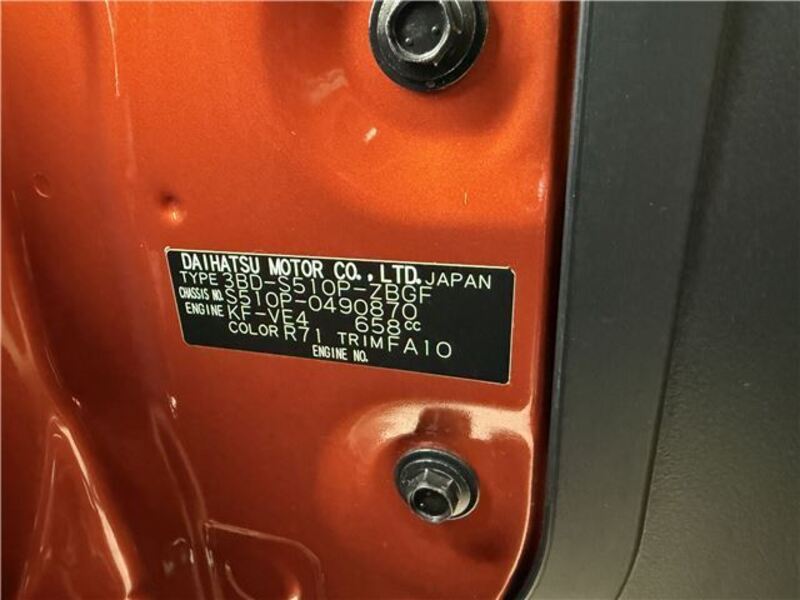 DAIHATSU MOTOR CO., LTD. JAPAN
TYPE 3BD-S510P-ZBGF
CHASSIS NO. S510P-0490870
ENGINE KF-VE4 658cc
COLOR R71 TRIM FA10
ENGINE NO.